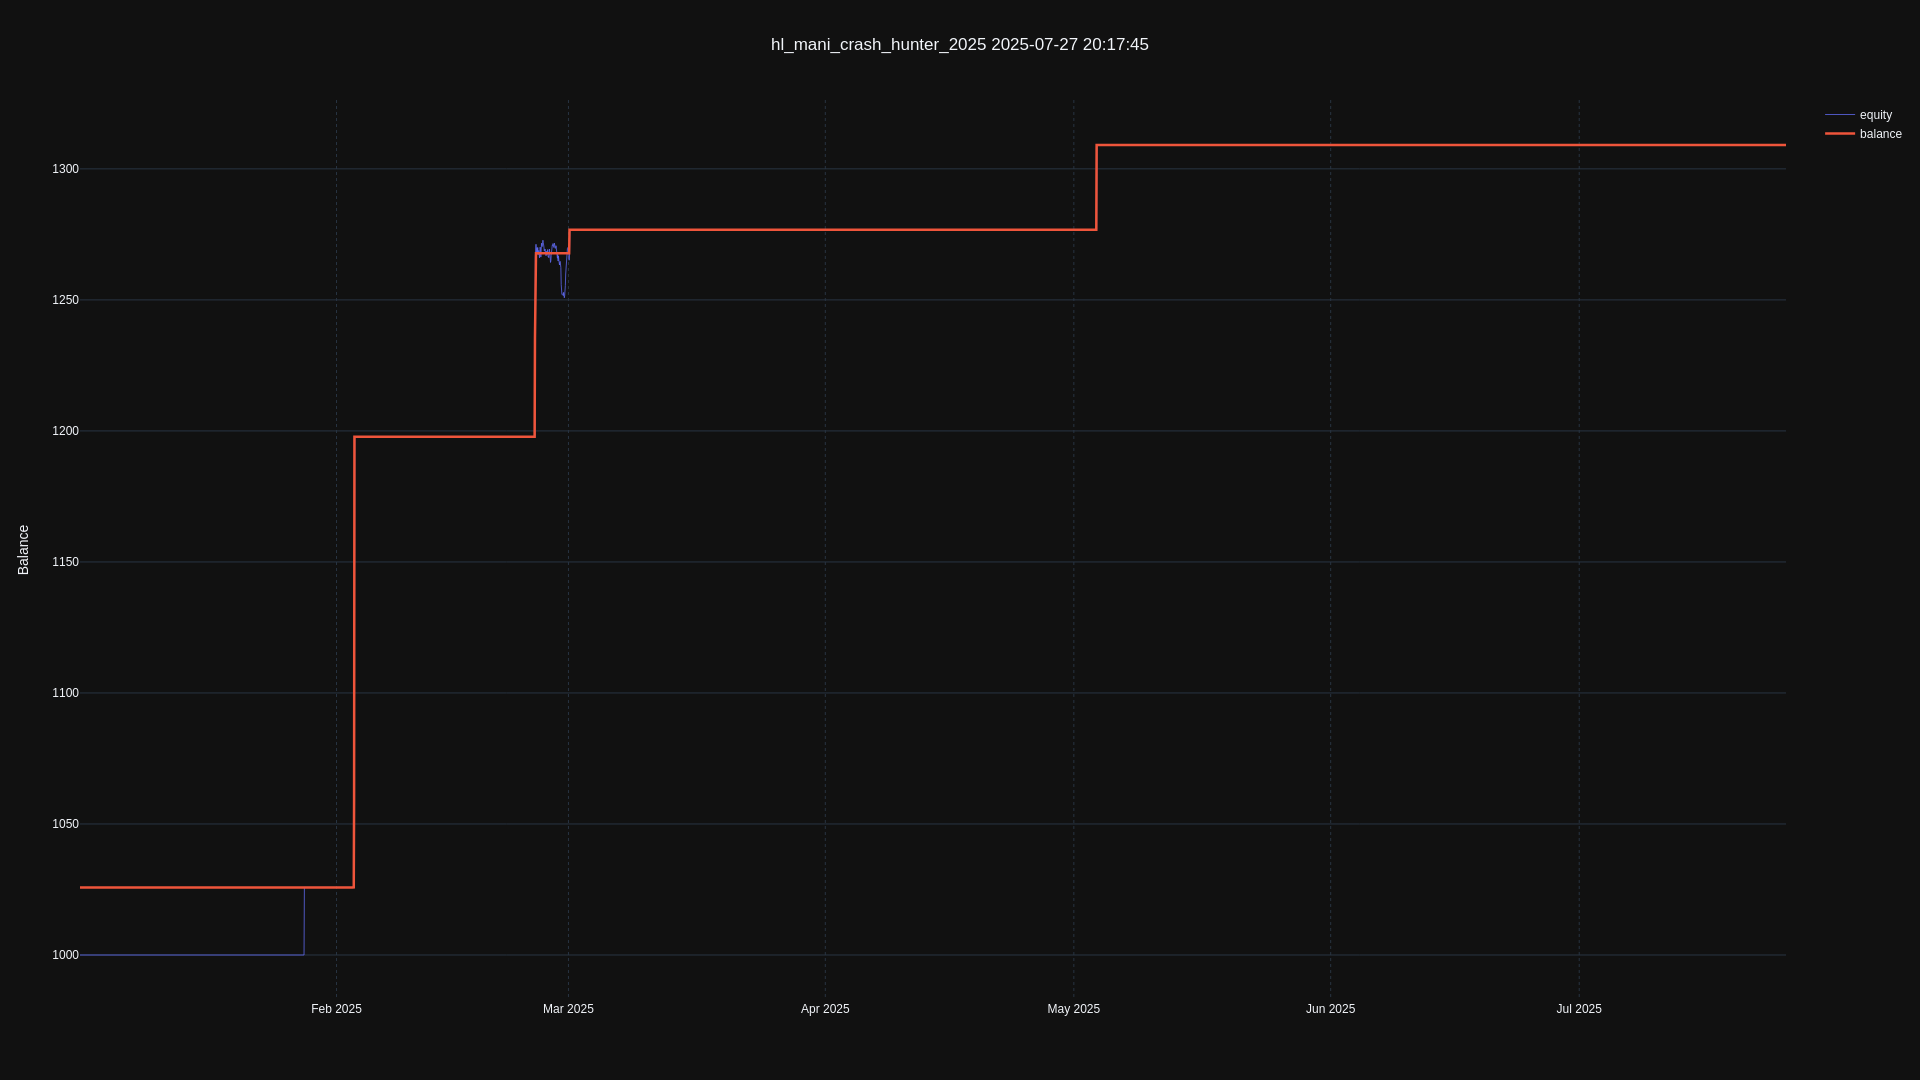 hl_mani_crash_hunter_2025 2025-07-27 20:17:45
equity
balance
1300
1250
1200
1150
1100
1050
1000
Balance
Feb 2025
Mar 2025
Apr 2025
May 2025
Jun 2025
Jul 2025